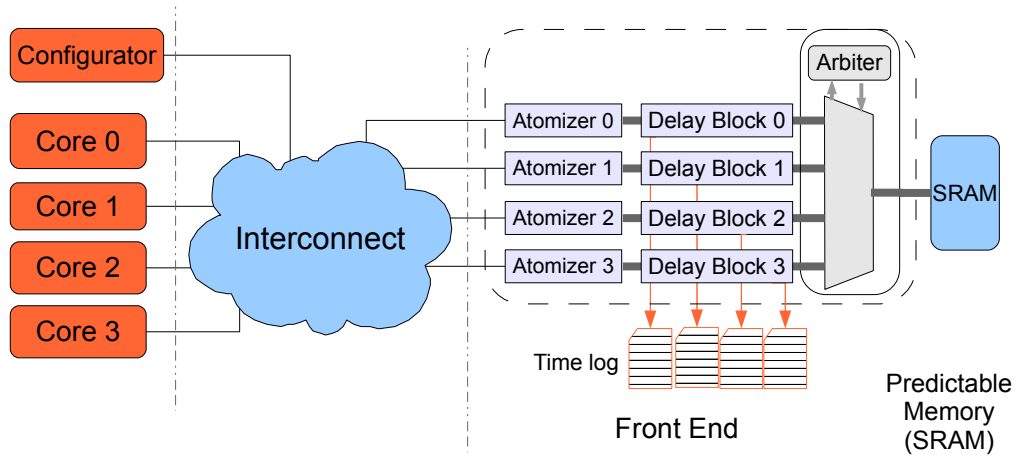 Configurator
Core 0
Core 1
Core 2
Core 3
Interconnect
Atomizer 0
Delay Block 0
Atomizer 1
Delay Block 1
Atomizer 2
Delay Block 2
Atomizer 3
Delay Block 3
Arbiter
SRAM
Time log
Front End
Predictable
Memory
(SRAM)